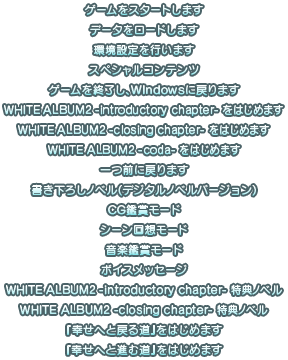 ゲームをスタートします
データをロードします
環境設定を行います
スペシャルコンテンツ
ゲームを終了し、Windowsに戻ります
WHITE ALBUM2 -introductory chapter- をはじめます
WHITE ALBUM2 -closing chapter- をはじめます
WHITE ALBUM2 -coda- をはじめます
一つ前に戻ります
書き下ろしノベル(デジタルノベルバージョン)
CG鑑賞モード
シーン回想モード
音楽鑑賞モード
ボイスメッセージ
WHITE ALBUM2 -introductory chapter- 特典ノベル
WHITE ALBUM2 -closing chapter- 特典ノベル
『幸せへと戻る道』をはじめます
『幸せへと進む道』をはじめます